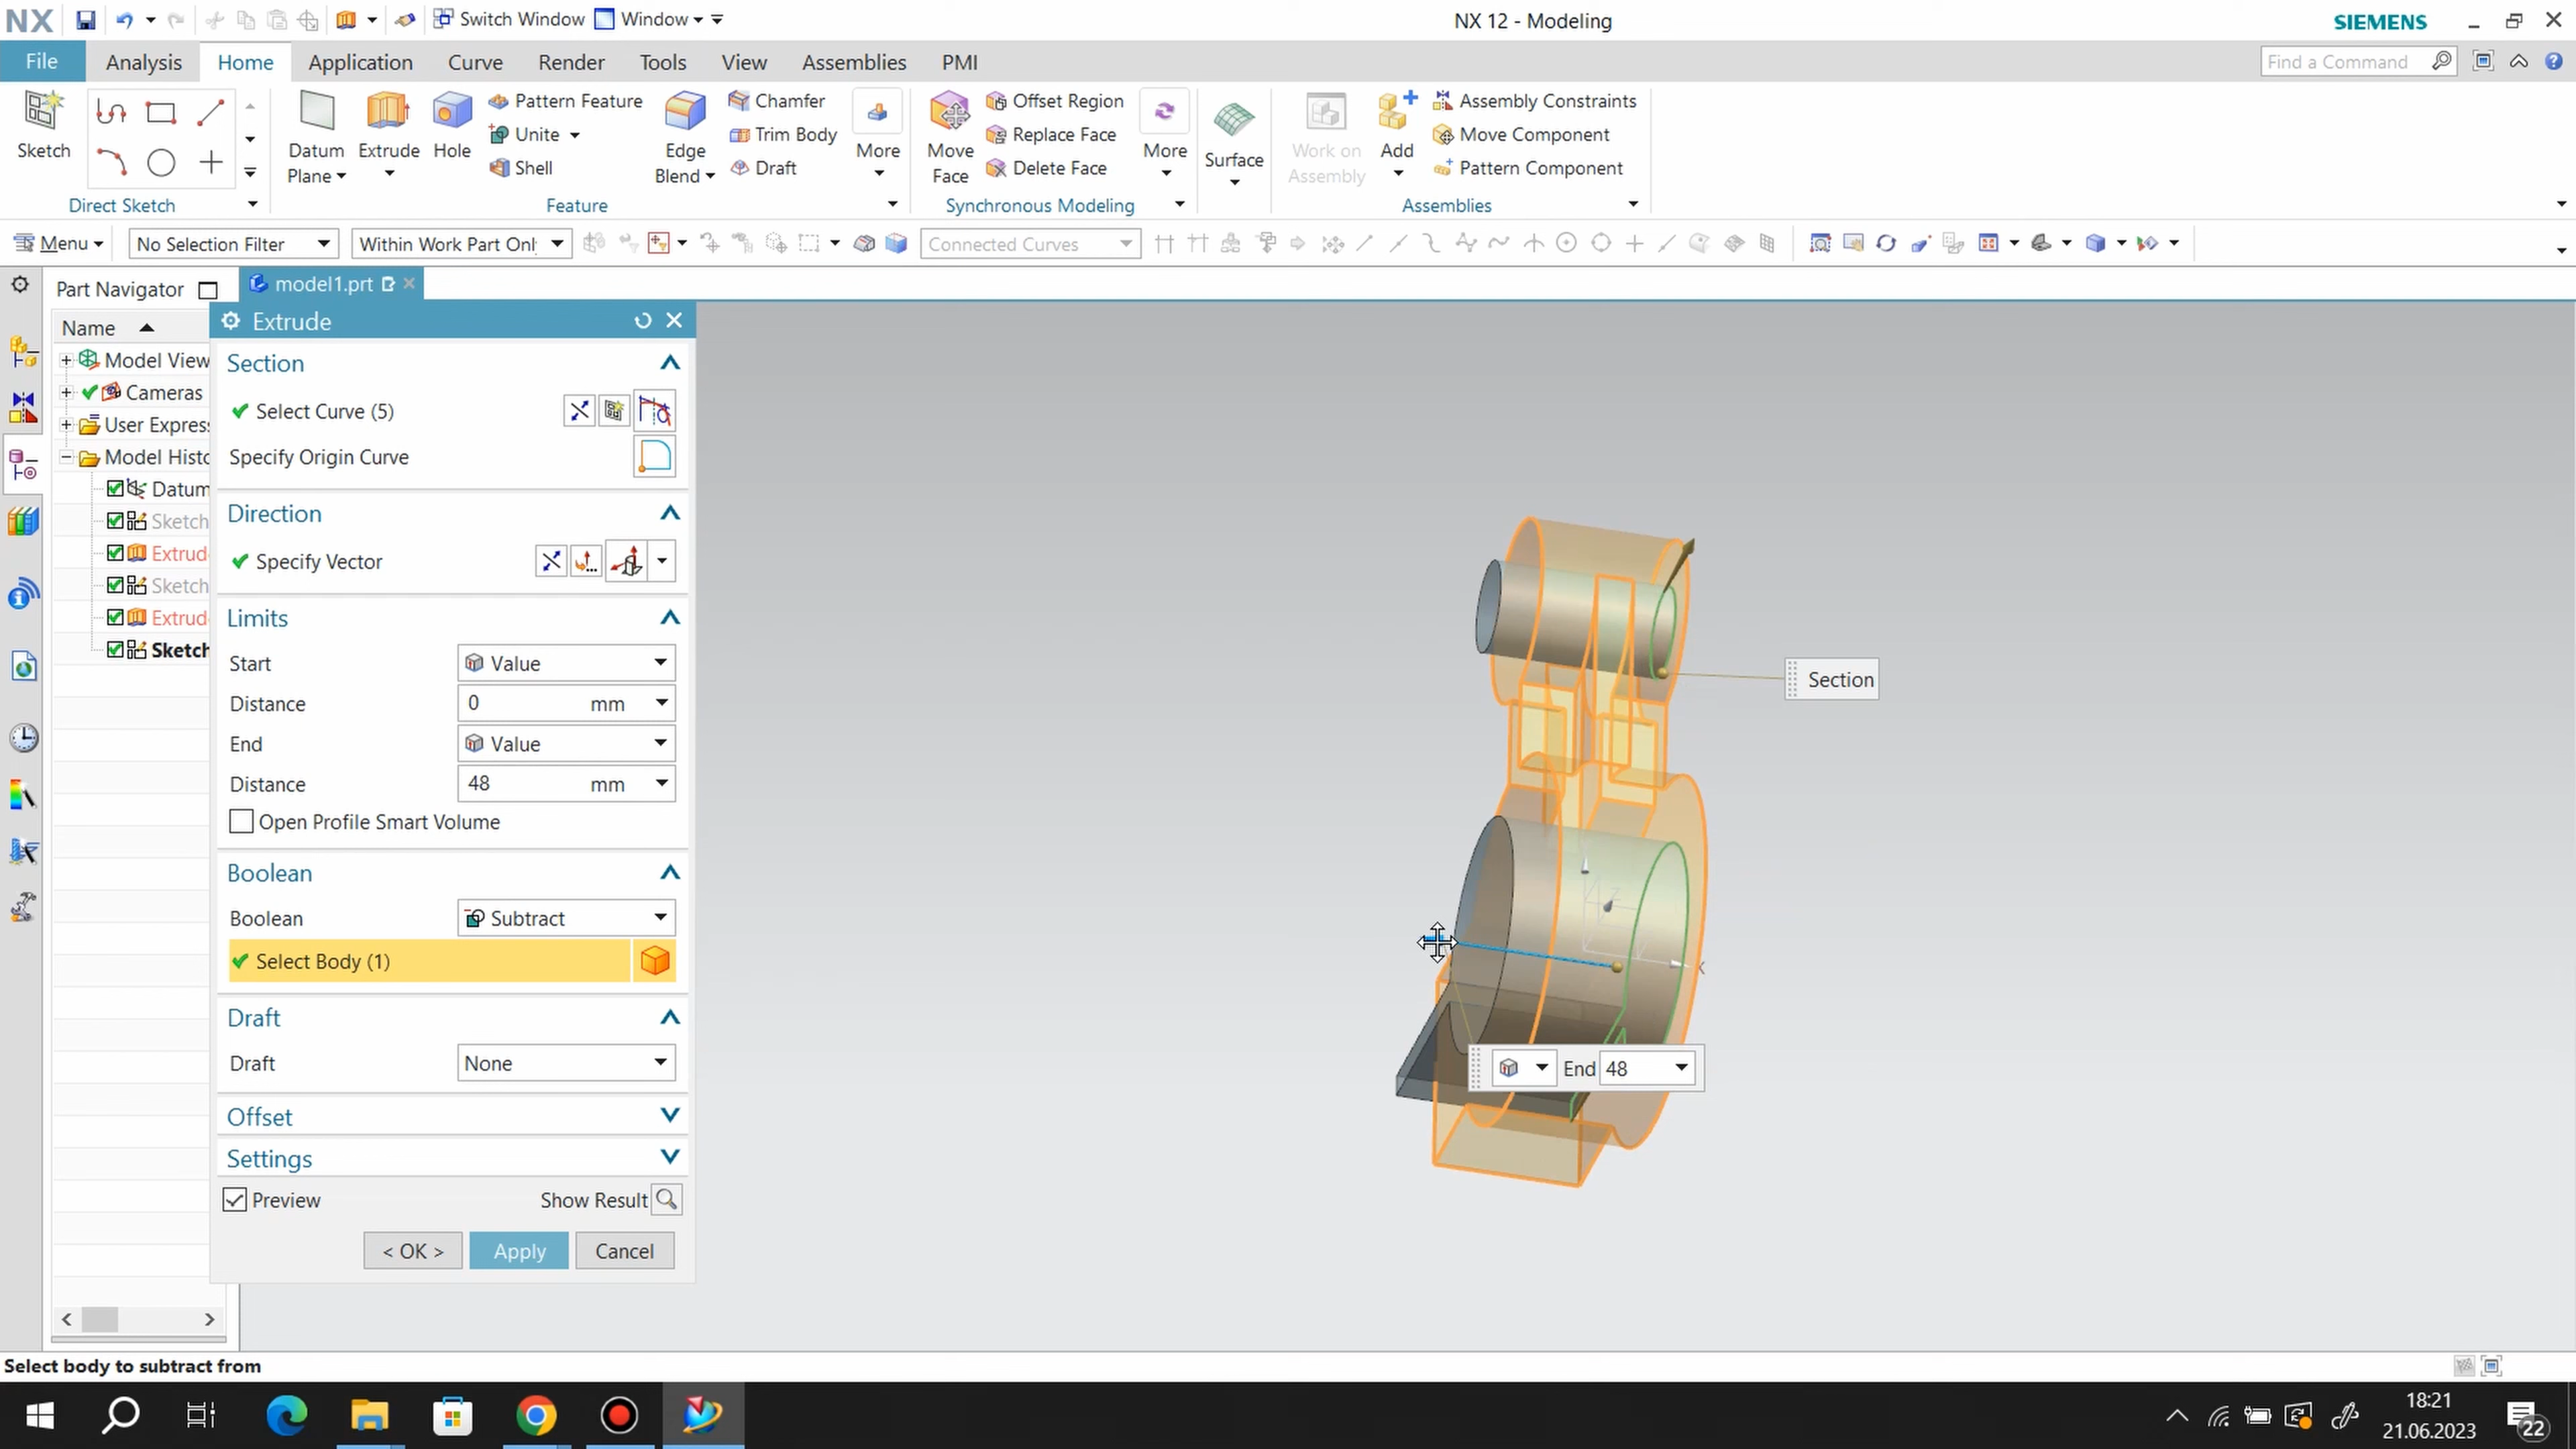 NX
Switch Window
Window
NX 12 - Modeling
SIEMENS
File
Analysis
Home
Application
Curve
Render
Tools
View
Assemblies
PMI
Find a Command
Sketch
Direct Sketch
Datum
Plane
Extrude
Hole
Pattern Feature
Unite
Shell
Edge
Blend
Chamfer
Trim Body
Draft
More
Feature
Move
Face
Offset Region
Replace Face
Delete Face
More
Synchronous Modeling
Surface
Work on
Assembly
Add
Assembly Constraints
Move Component
Pattern Component
Assemblies
Menu
No Selection Filter
Within Work Part Onl
Connected Curves
Part Navigator
model1.prt
Name
Model View
Cameras
User Expres
Model Histo
Datum
Sketch
Extrud
Sketch
Extrud
Sketch
Extrude
Section
Select Curve (5)
Specify Origin Curve
Direction
Specify Vector
Limits
Start
Value
Distance
0 mm
End
Value
Distance
48 mm
Open Profile Smart Volume
Boolean
Boolean
Subtract
Select Body (1)
Draft
Draft
None
Offset
Settings
Preview
Show Result
< OK >
Apply
Cancel
Section
Z
X
End 48
Select body to subtract from
18:21
21.06.2023
22